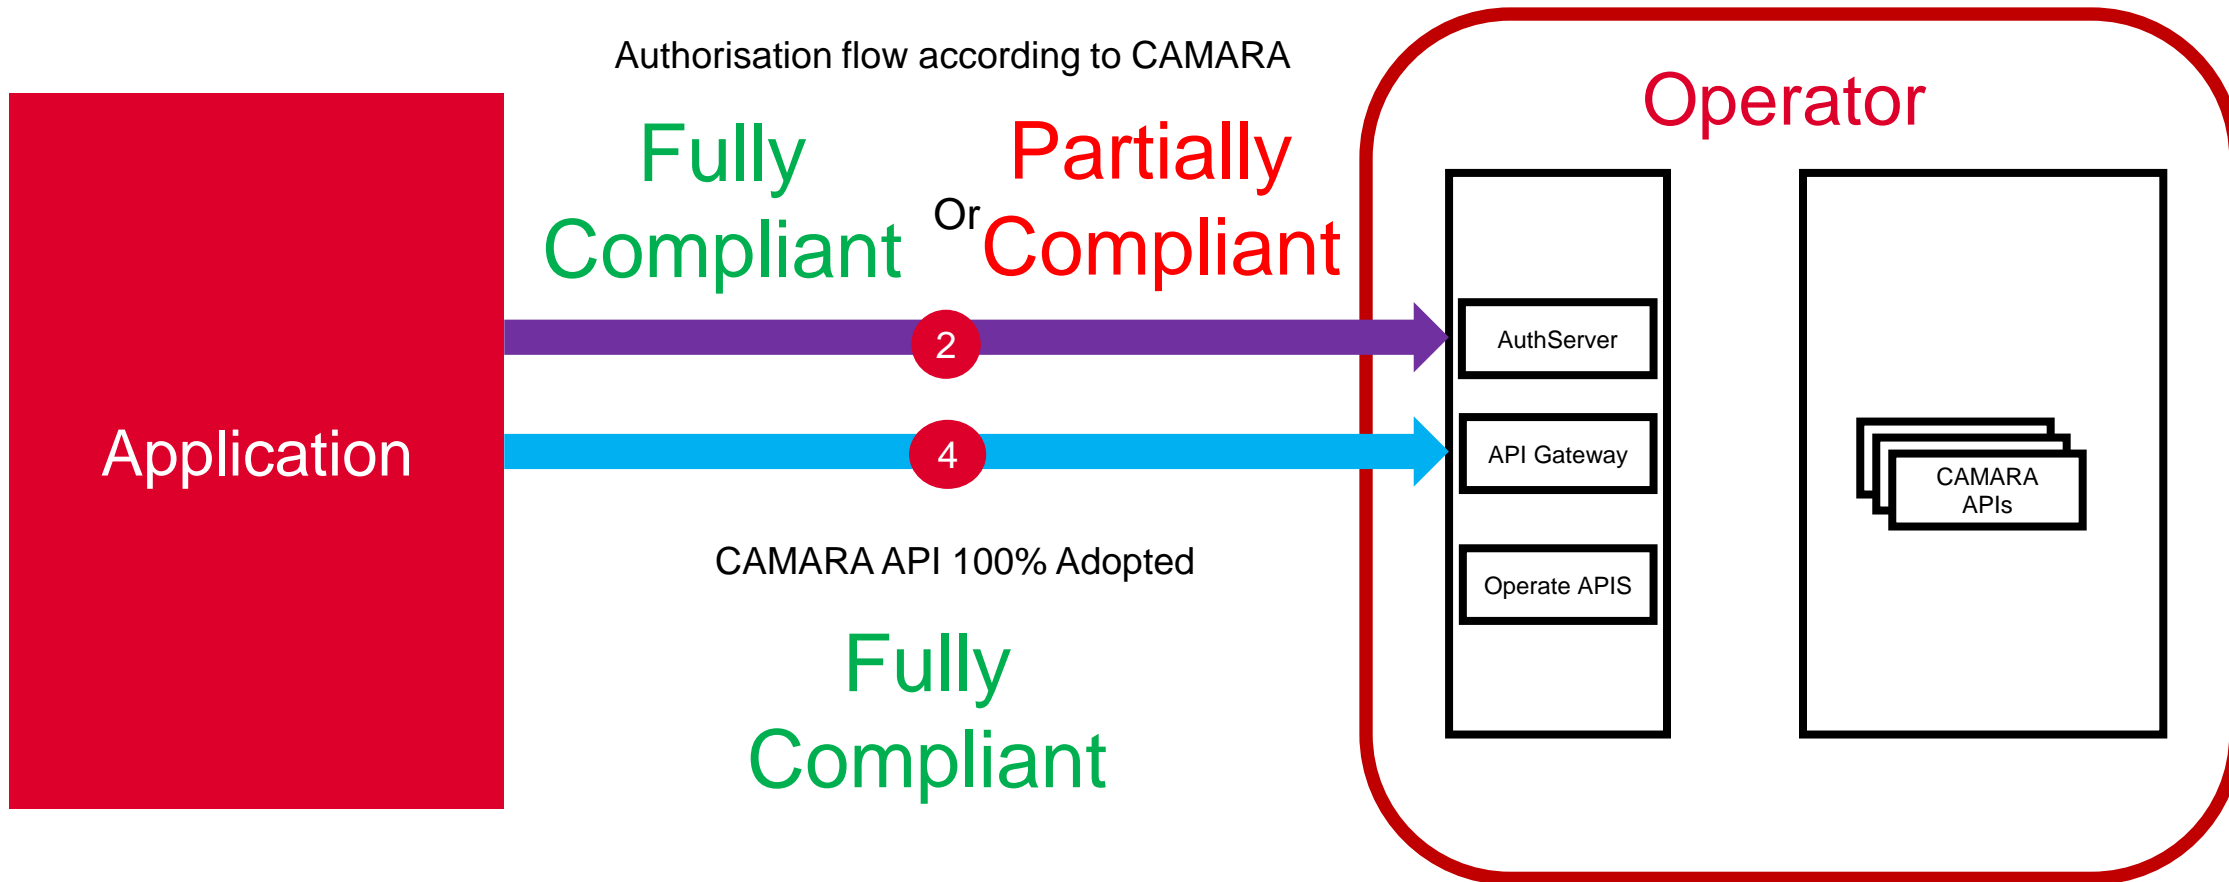 Authorisation flow according to CAMARA
Fully
Compliant
Or
Partially
Compliant
Operator
2
AuthServer
Application
4
API Gateway
CAMARA
APIs
CAMARA API 100% Adopted
Operate APIS
Fully
Compliant